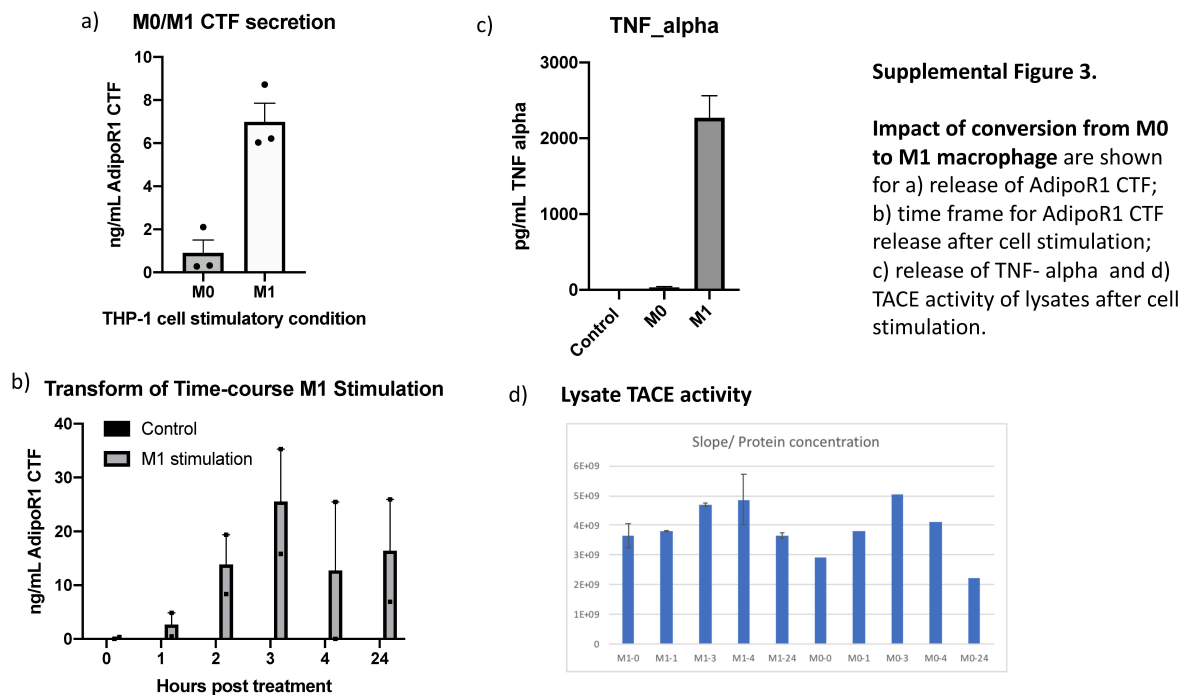 a)
M0/M1 CTF secretion
ng/mL AdipoR1 CTF
10
8
6
4
2
0
M0 M1
THP-1 cell stimulatory condition
c)
TNF_alpha
pg/mL TNF alpha
3000
2000
1000
0
Control M0 M1
Supplemental Figure 3.
Impact of conversion from M0
to M1 macrophage are shown
for a) release of AdipoR1 CTF;
b) time frame for AdipoR1 CTF
release after cell stimulation;
c) release of TNF- alpha and d)
TACE activity of lysates after cell
stimulation.
b)
Transform of Time-course M1 Stimulation
Control
M1 stimulation
ng/mL AdipoR1 CTF
40
30
20
10
0
0 1 2 3 4 24
Hours post treatment
d)
Lysate TACE activity
Slope/ Protein concentration
6E+09
5E+09
4E+09
3E+09
2E+09
1E+09
0
M1-0 M1-1 M1-3 M1-4 M1-24 M0-0 M0-1 M0-3 M0-4 M0-24